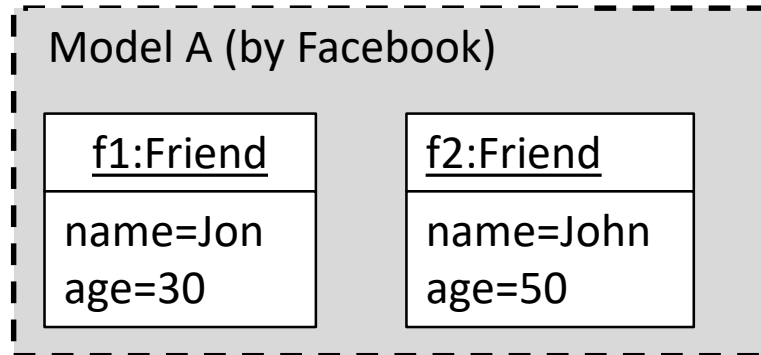 Model A (by Facebook)
f1:Friend
name=Jon
age=30
f2:Friend
name=John
age=50